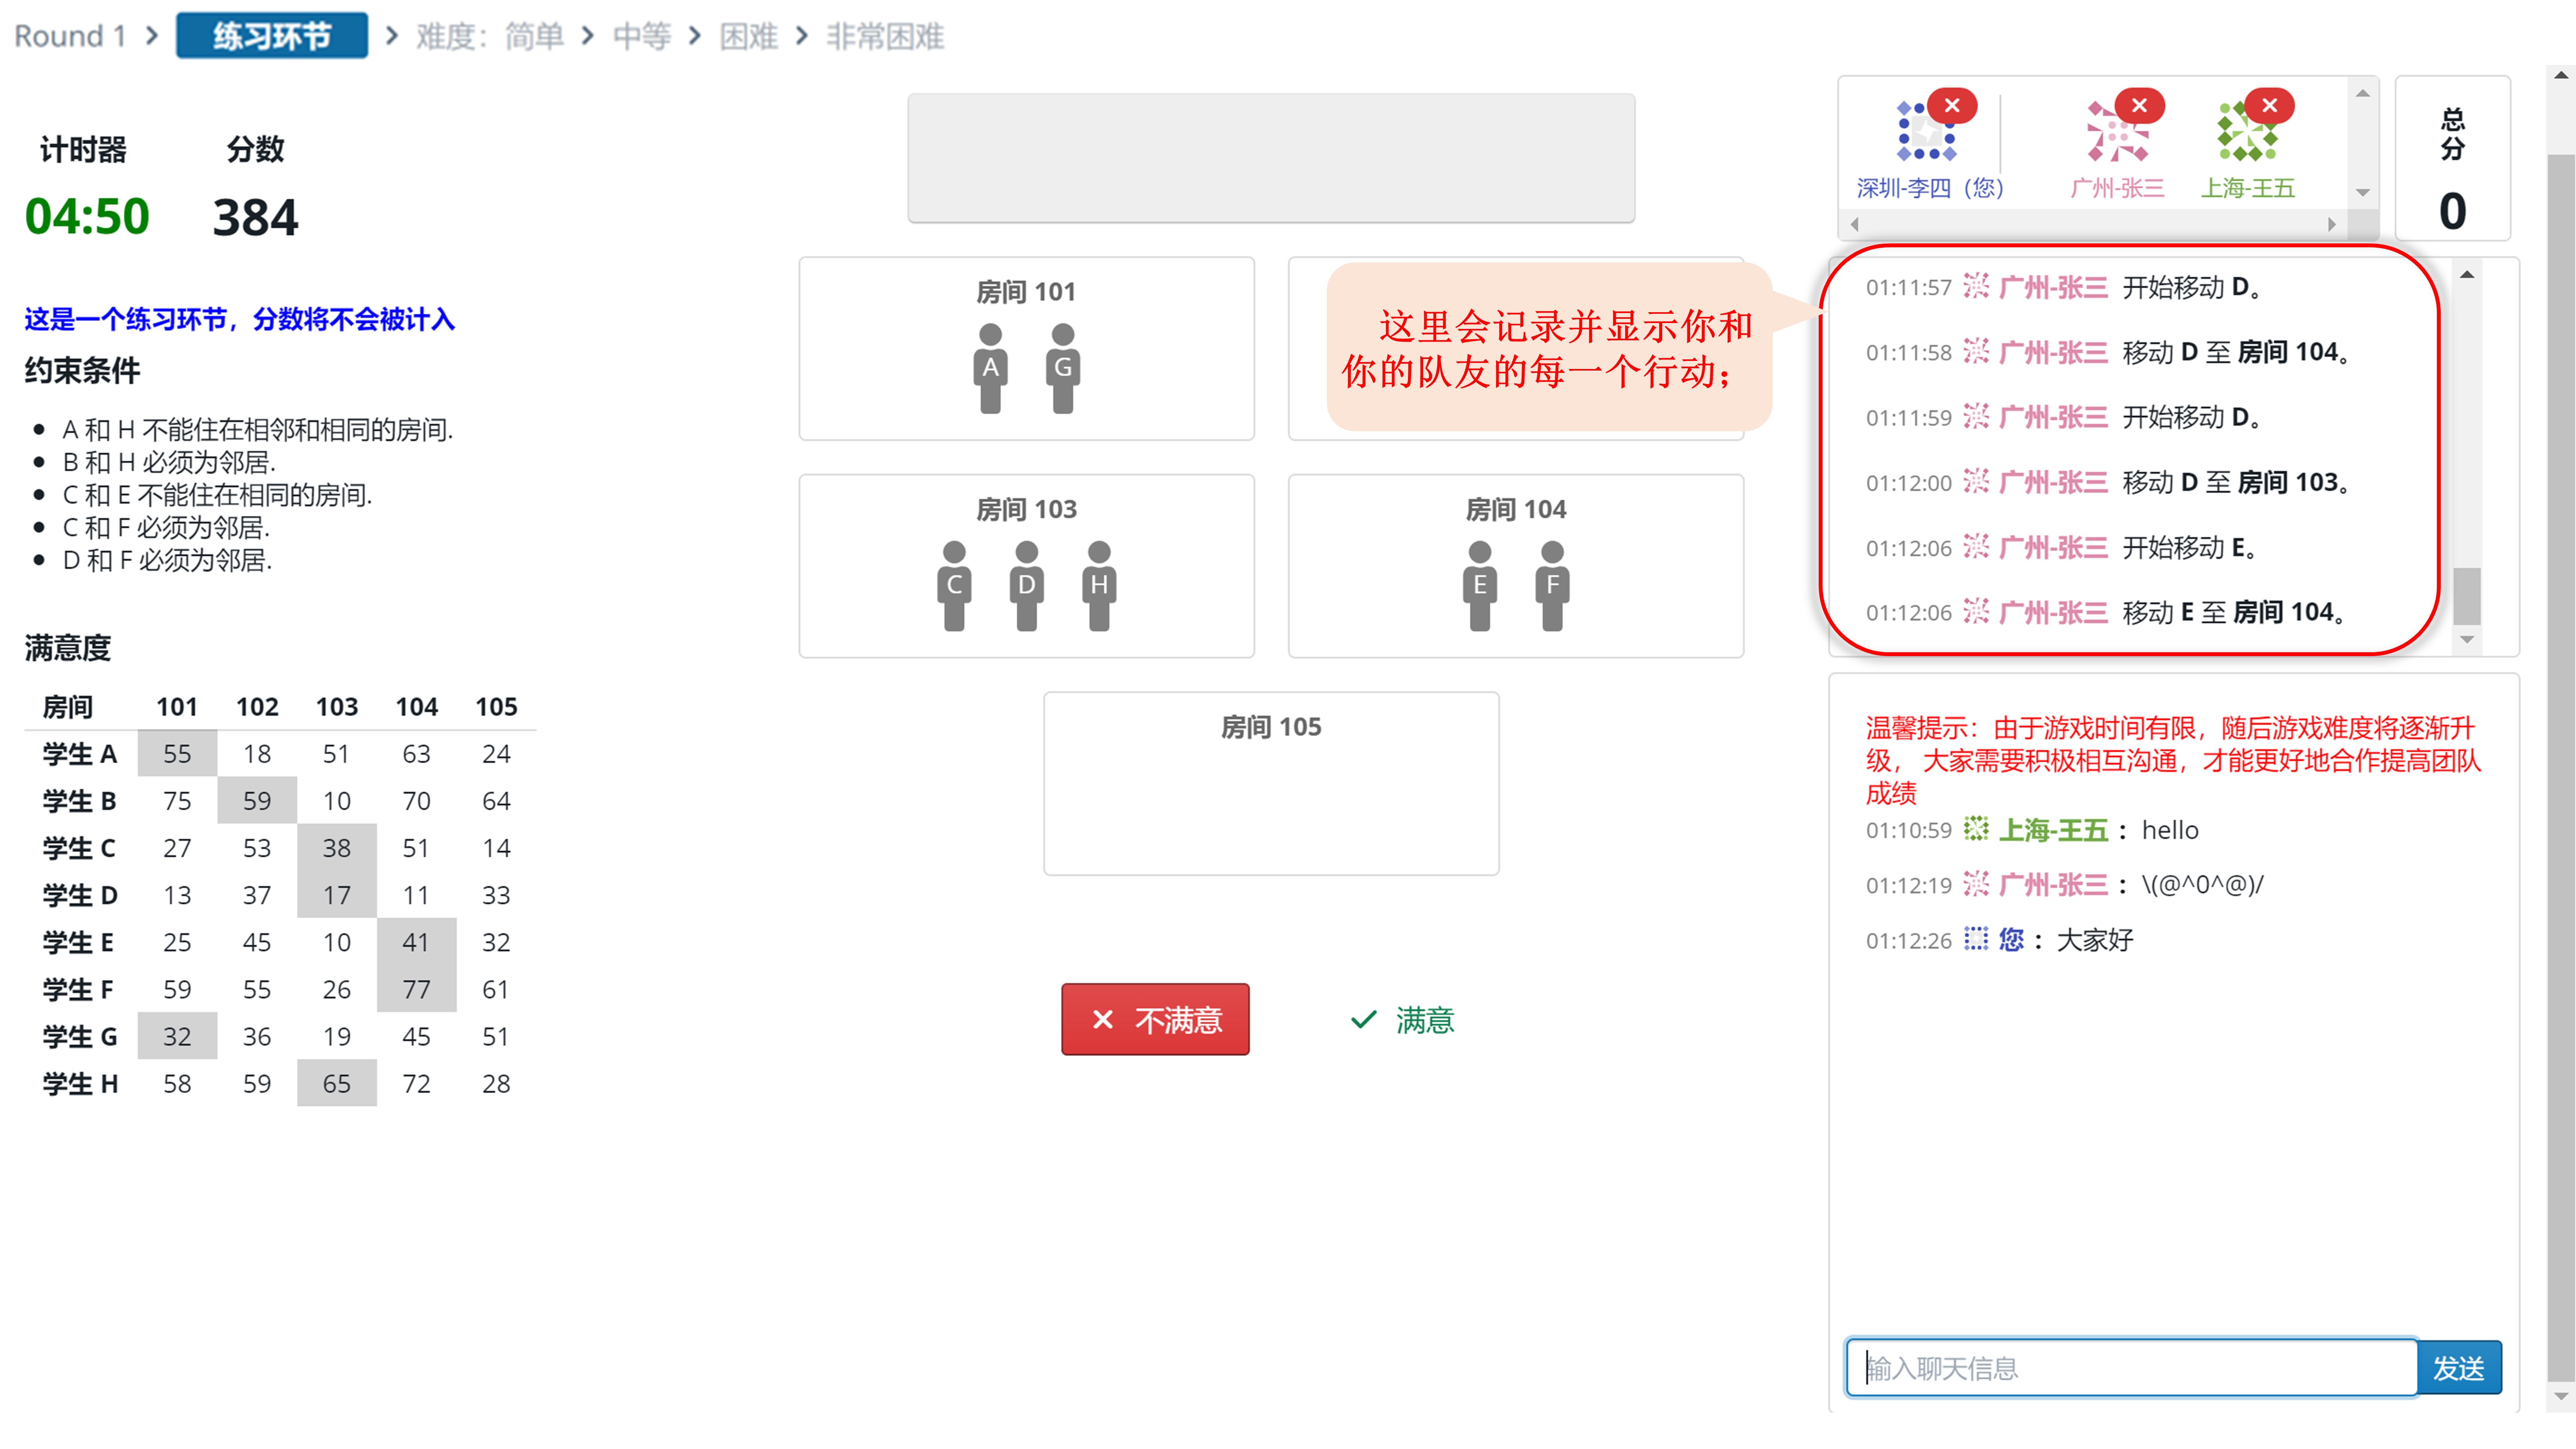 Round 1 > 练习环节 > 难度：简单 > 中等 > 困难 > 非常困难
计时器 分数
04:50 384
这是一个练习环节，分数将不会被计入
约束条件
• A 和 H 不能住在相邻和相同的房间.
• B 和 H 必须为邻居.
• C 和 E 不能住在相同的房间.
• C 和 F 必须为邻居.
• D 和 F 必须为邻居.
满意度
房间 101 102 103 104 105
学生 A 55 18 51 63 24
学生 B 75 59 10 70 64
学生 C 27 53 38 51 14
学生 D 13 37 17 11 33
学生 E 25 45 10 41 32
学生 F 59 55 26 77 61
学生 G 32 36 19 45 51
学生 H 58 59 65 72 28
房间 101
A G
这里会记录并显示你和
你的队友的每一个行动；
房间 103
C D H
房间 104
E F
房间 105
× 不满意 ✓ 满意
深圳-李四（您） 广州-张三 上海-王五
总
分
0
01:11:57 广州-张三 开始移动 D。
01:11:58 广州-张三 移动 D 至 房间 104。
01:11:59 广州-张三 开始移动 D。
01:12:00 广州-张三 移动 D 至 房间 103。
01:12:06 广州-张三 开始移动 E。
01:12:06 广州-张三 移动 E 至 房间 104。
温馨提示：由于游戏时间有限，随后游戏难度将逐渐升
级， 大家需要积极相互沟通，才能更好地合作提高团队
成绩
01:10:59 上海-王五 ： hello
01:12:19 广州-张三 ： \(@^0^@)/
01:12:26 您 ： 大家好
输入聊天信息 发送